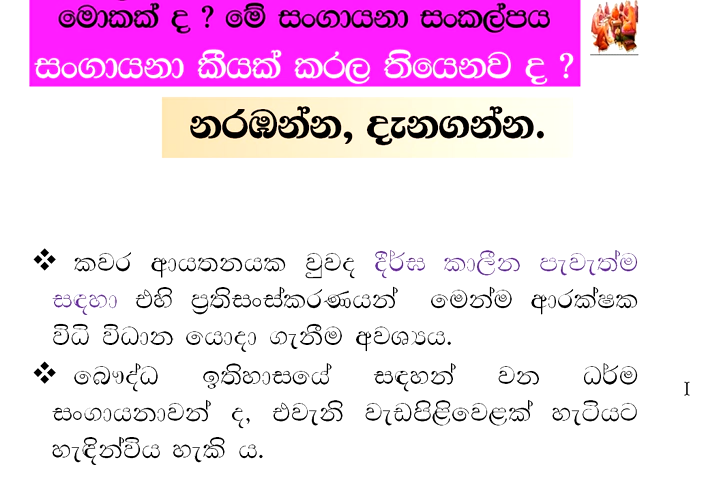 මොකක් ද ? මේ සංගායනා සංකල්පය
සංගායනා කීයක් කරල තියෙනව ද ?
නරඹන්න, දැනගන්න.
❖ කවර ආයතනයක වුවද දීර්ඝ කාලීන පැවැත්ම
සඳහා එහි ප්‍රතිසංස්කරණයන් මෙන්ම ආරක්ෂක
විධි විධාන යොදා ගැනීම අවශ්‍යය.
❖ බෞද්ධ ඉතිහාසයේ සඳහන් වන ධර්ම
සංගායනාවන් ද, එවැනි වැඩපිළිවෙළක් හැටියට
හැඳින්විය හැකි ය.